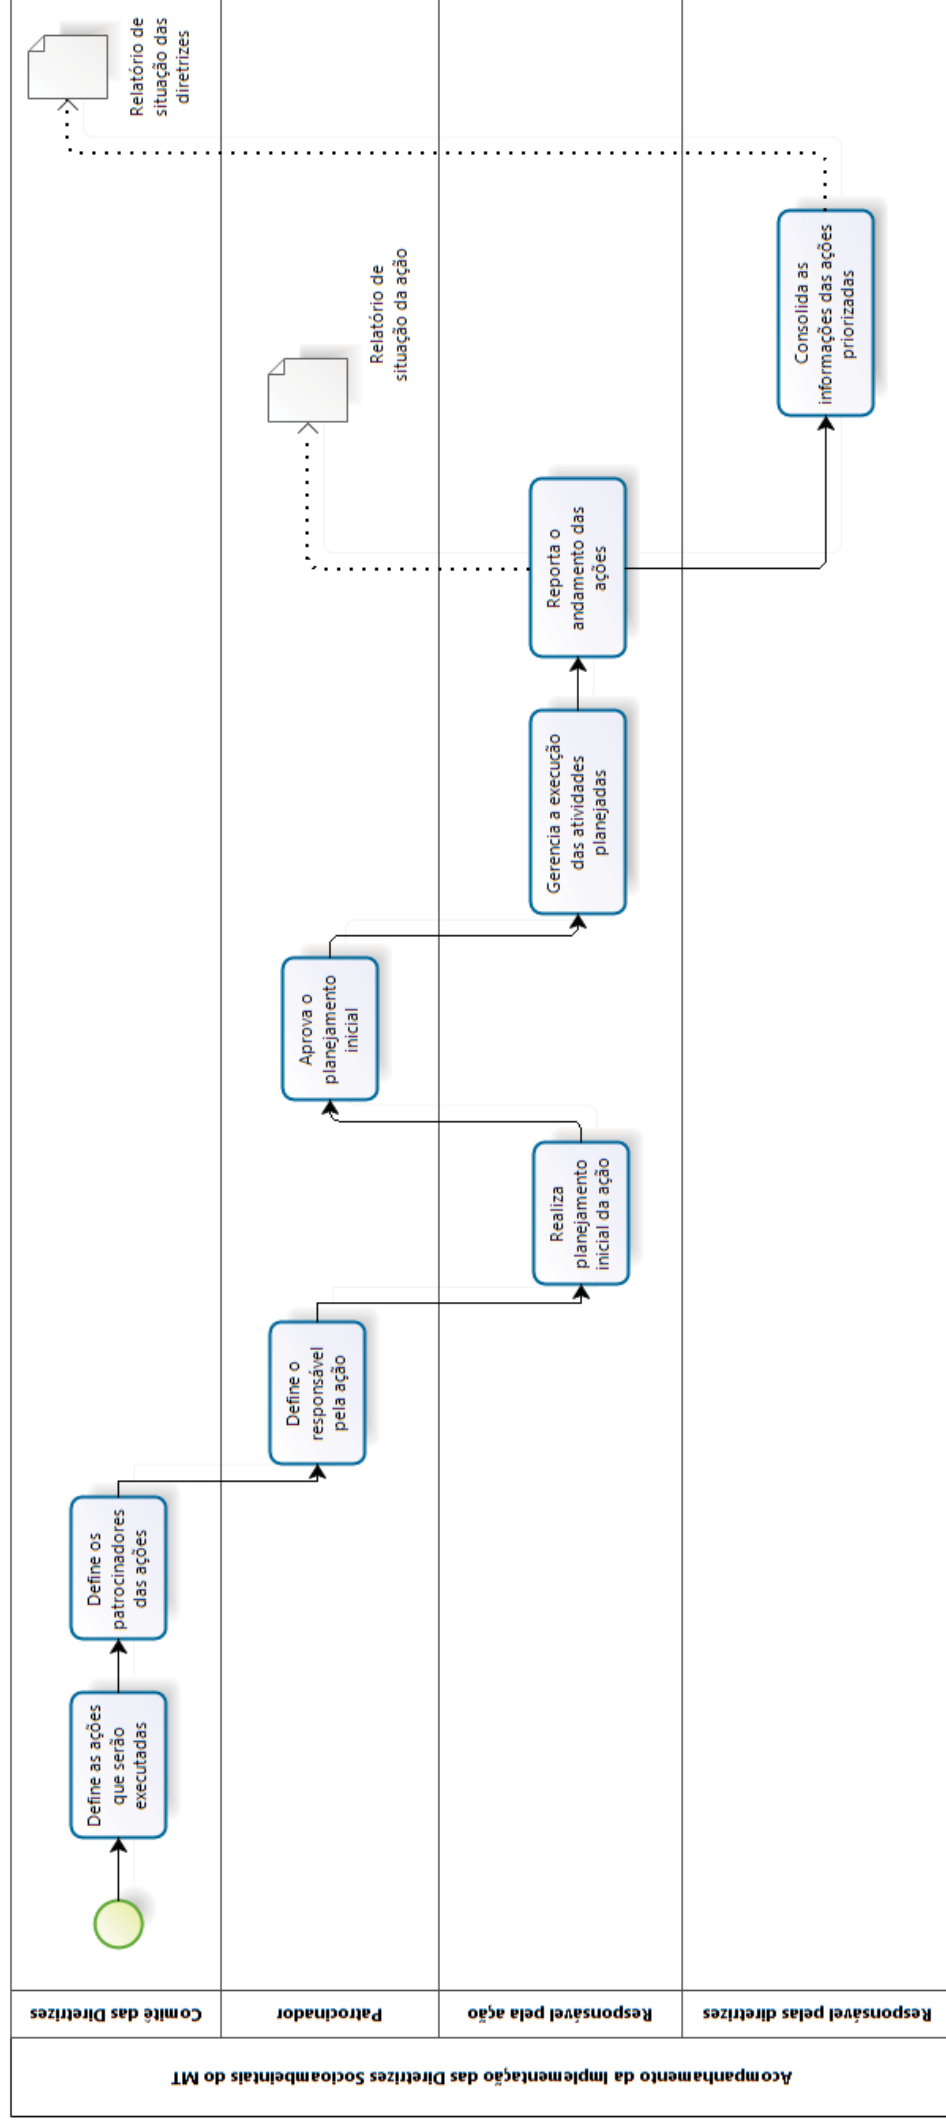 Acompanhamento da Implementação das Diretrizes Socioambeintais do MT
Comitê das Diretrizes
Define as ações
que serão
executadas
Define os
patrocinadores
das ações
Relatório de
situação das
diretrizes
Patrocinador
Define o
responsável
pela ação
Aprova o
planejamento
inicial
Relatório de
situação da ação
Responsável pela ação
Realiza
planejamento
inicial da ação
Gerencia a execução
das atividades
planejadas
Reporta o
andamento das
ações
Responsável pelas diretrizes
Consolida as
informações das ações
priorizadas